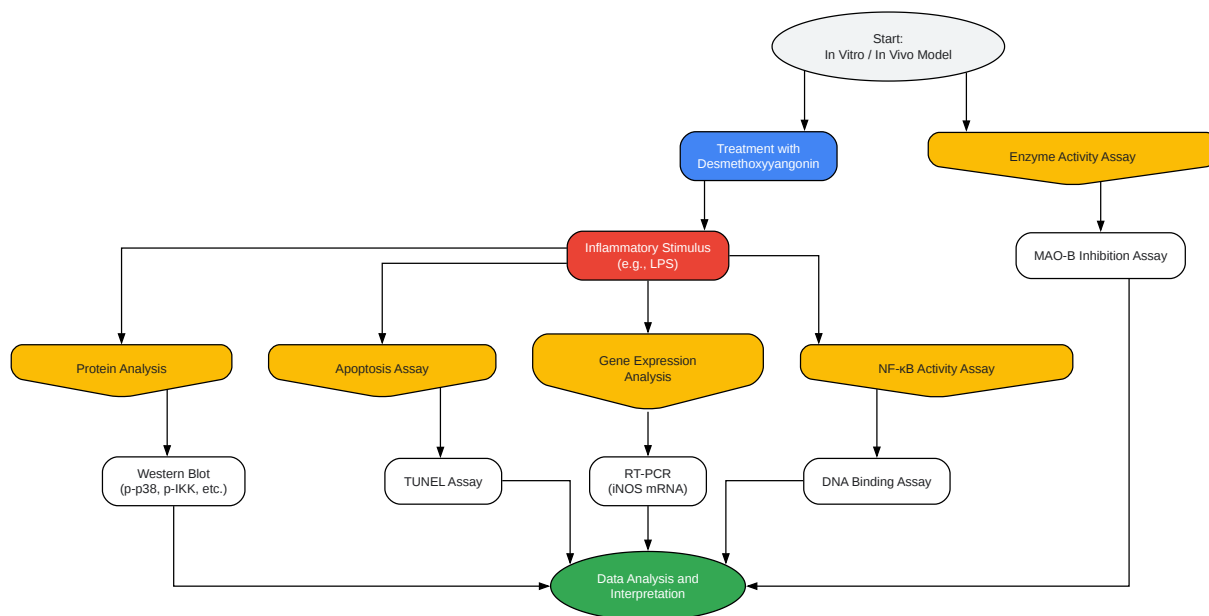 Start:
In Vitro / In Vivo Model
Treatment with
Desmethoxyyangonin
Enzyme Activity Assay
Inflammatory Stimulus
(e.g., LPS)
MAO-B Inhibition Assay
Protein Analysis
Apoptosis Assay
Gene Expression
Analysis
NF-κB Activity Assay
Western Blot
(p-p38, p-IKK, etc.)
TUNEL Assay
RT-PCR
(iNOS mRNA)
DNA Binding Assay
Data Analysis and
Interpretation